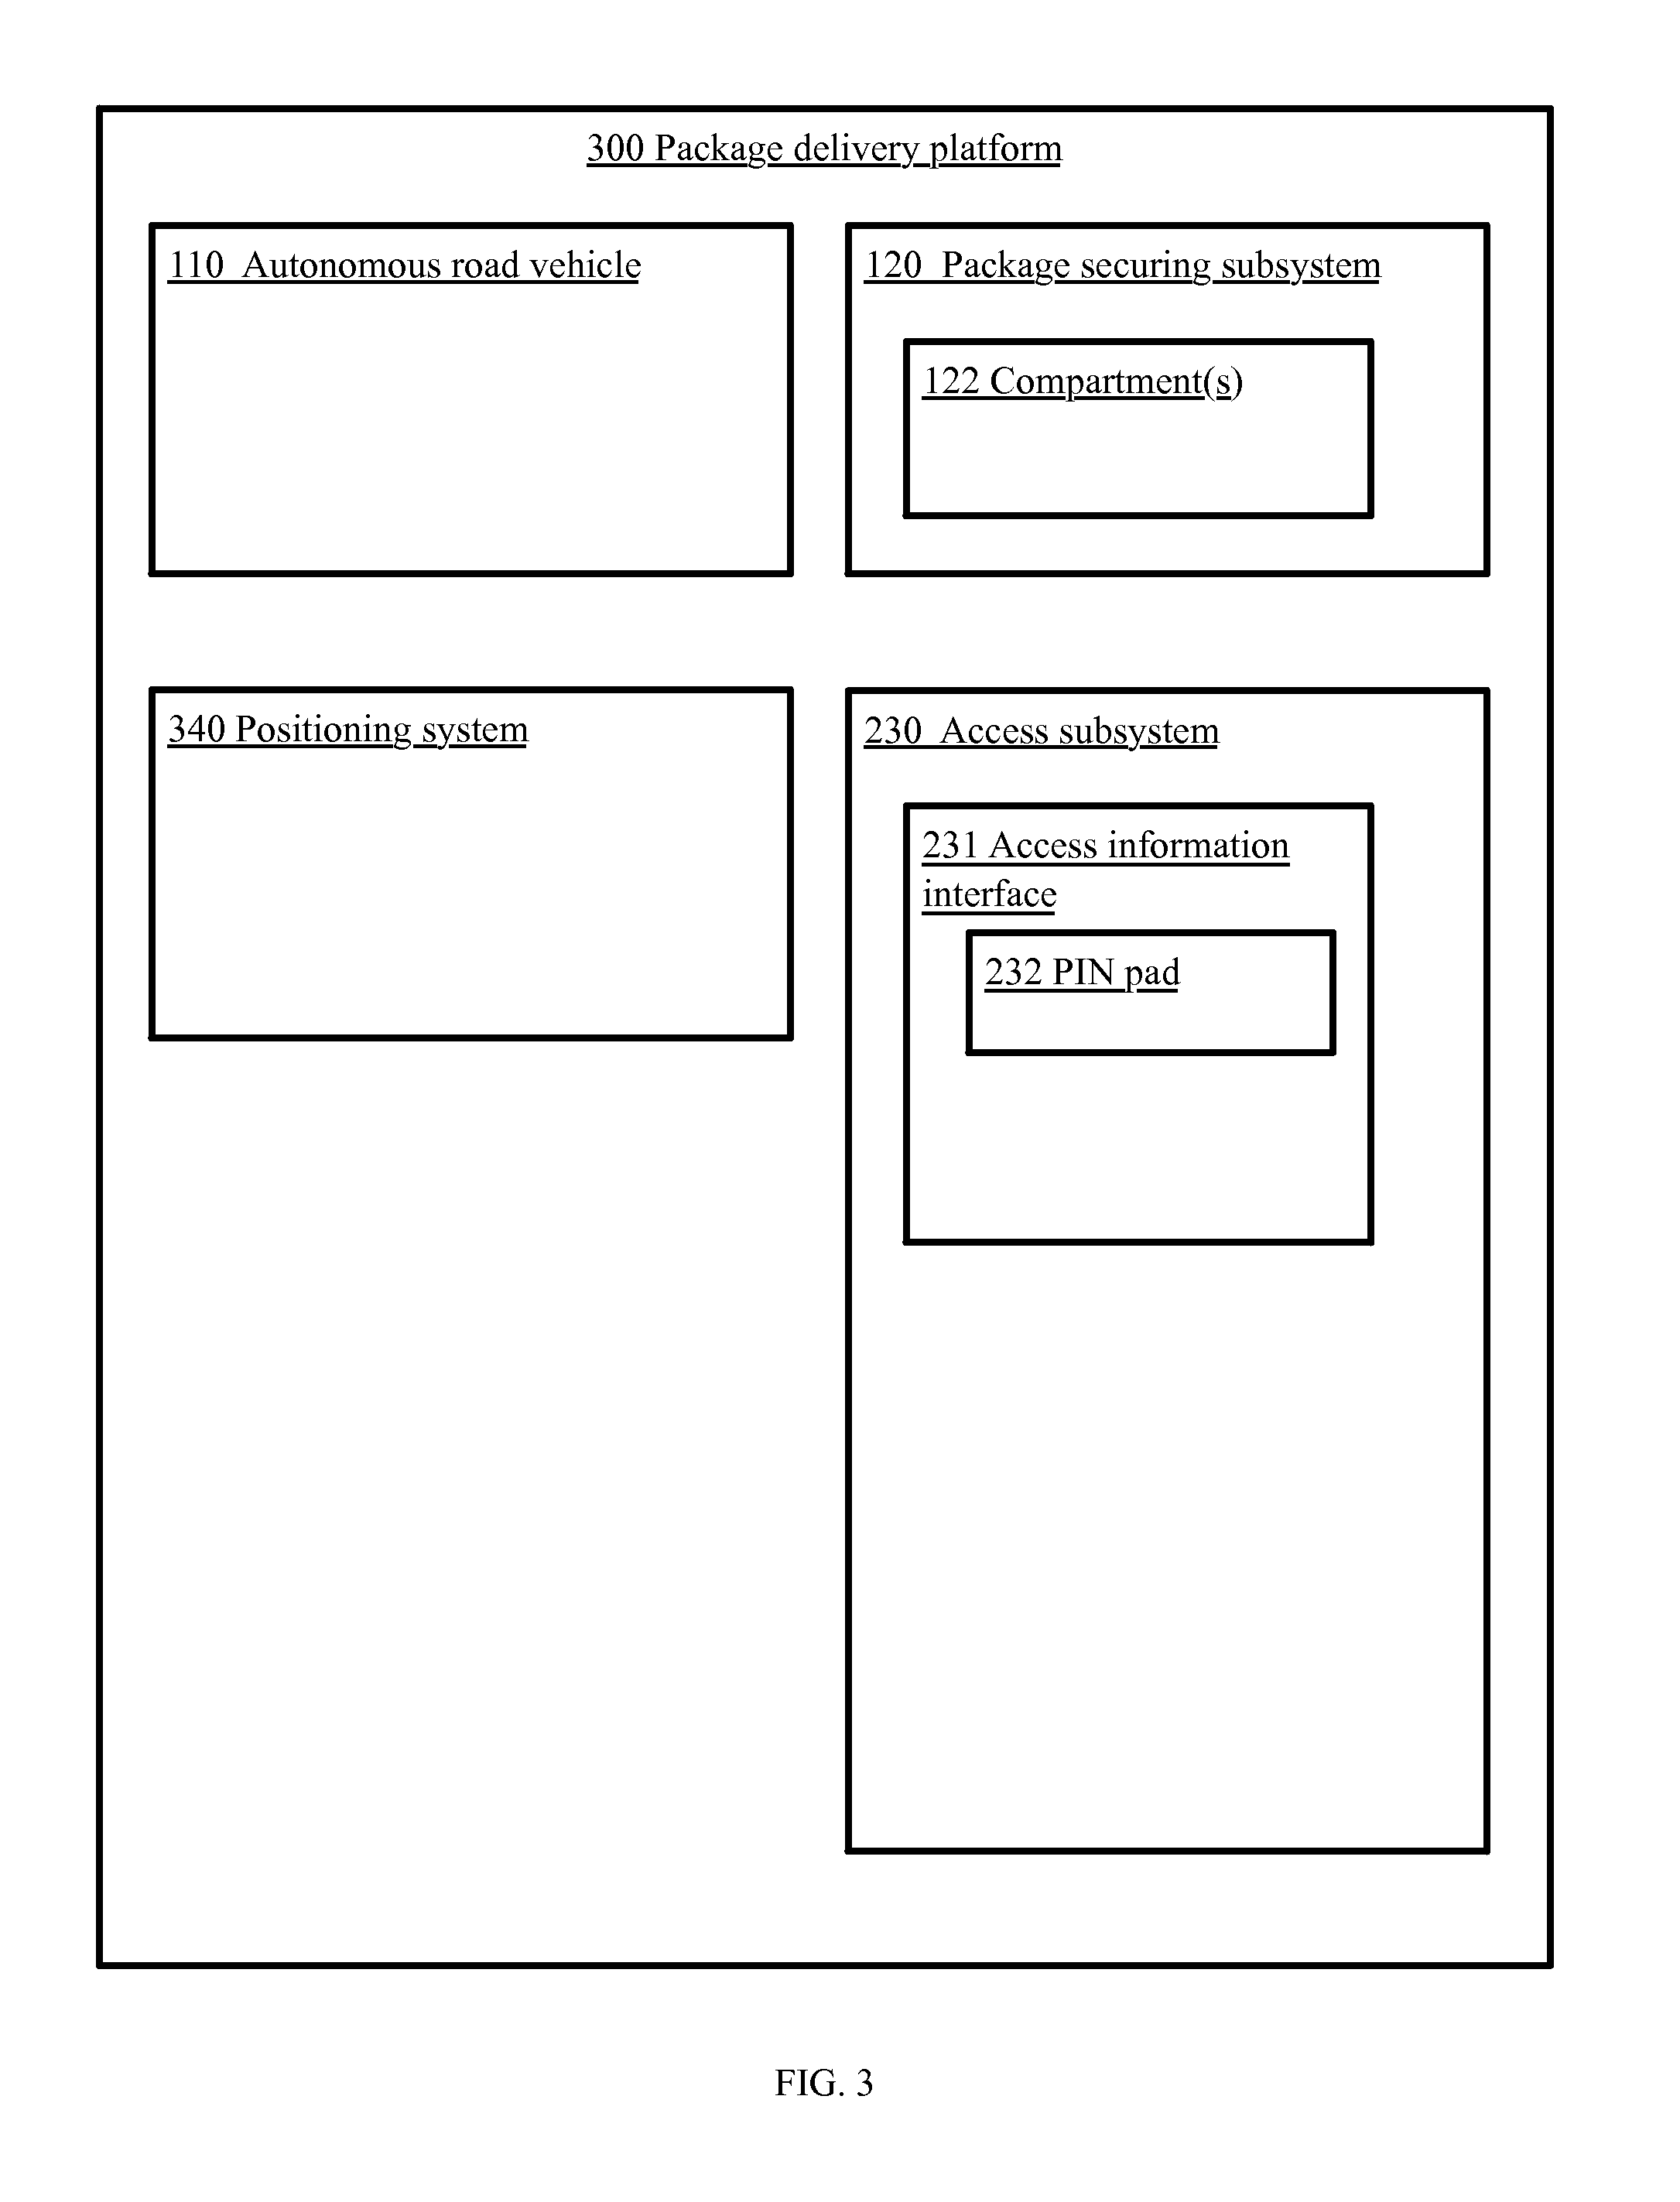 300 Package delivery platform
110  Autonomous road vehicle
120  Package securing subsystem
122 Compartment(s)
340 Positioning system
230  Access subsystem
231 Access information
interface
232 PIN pad
FIG. 3